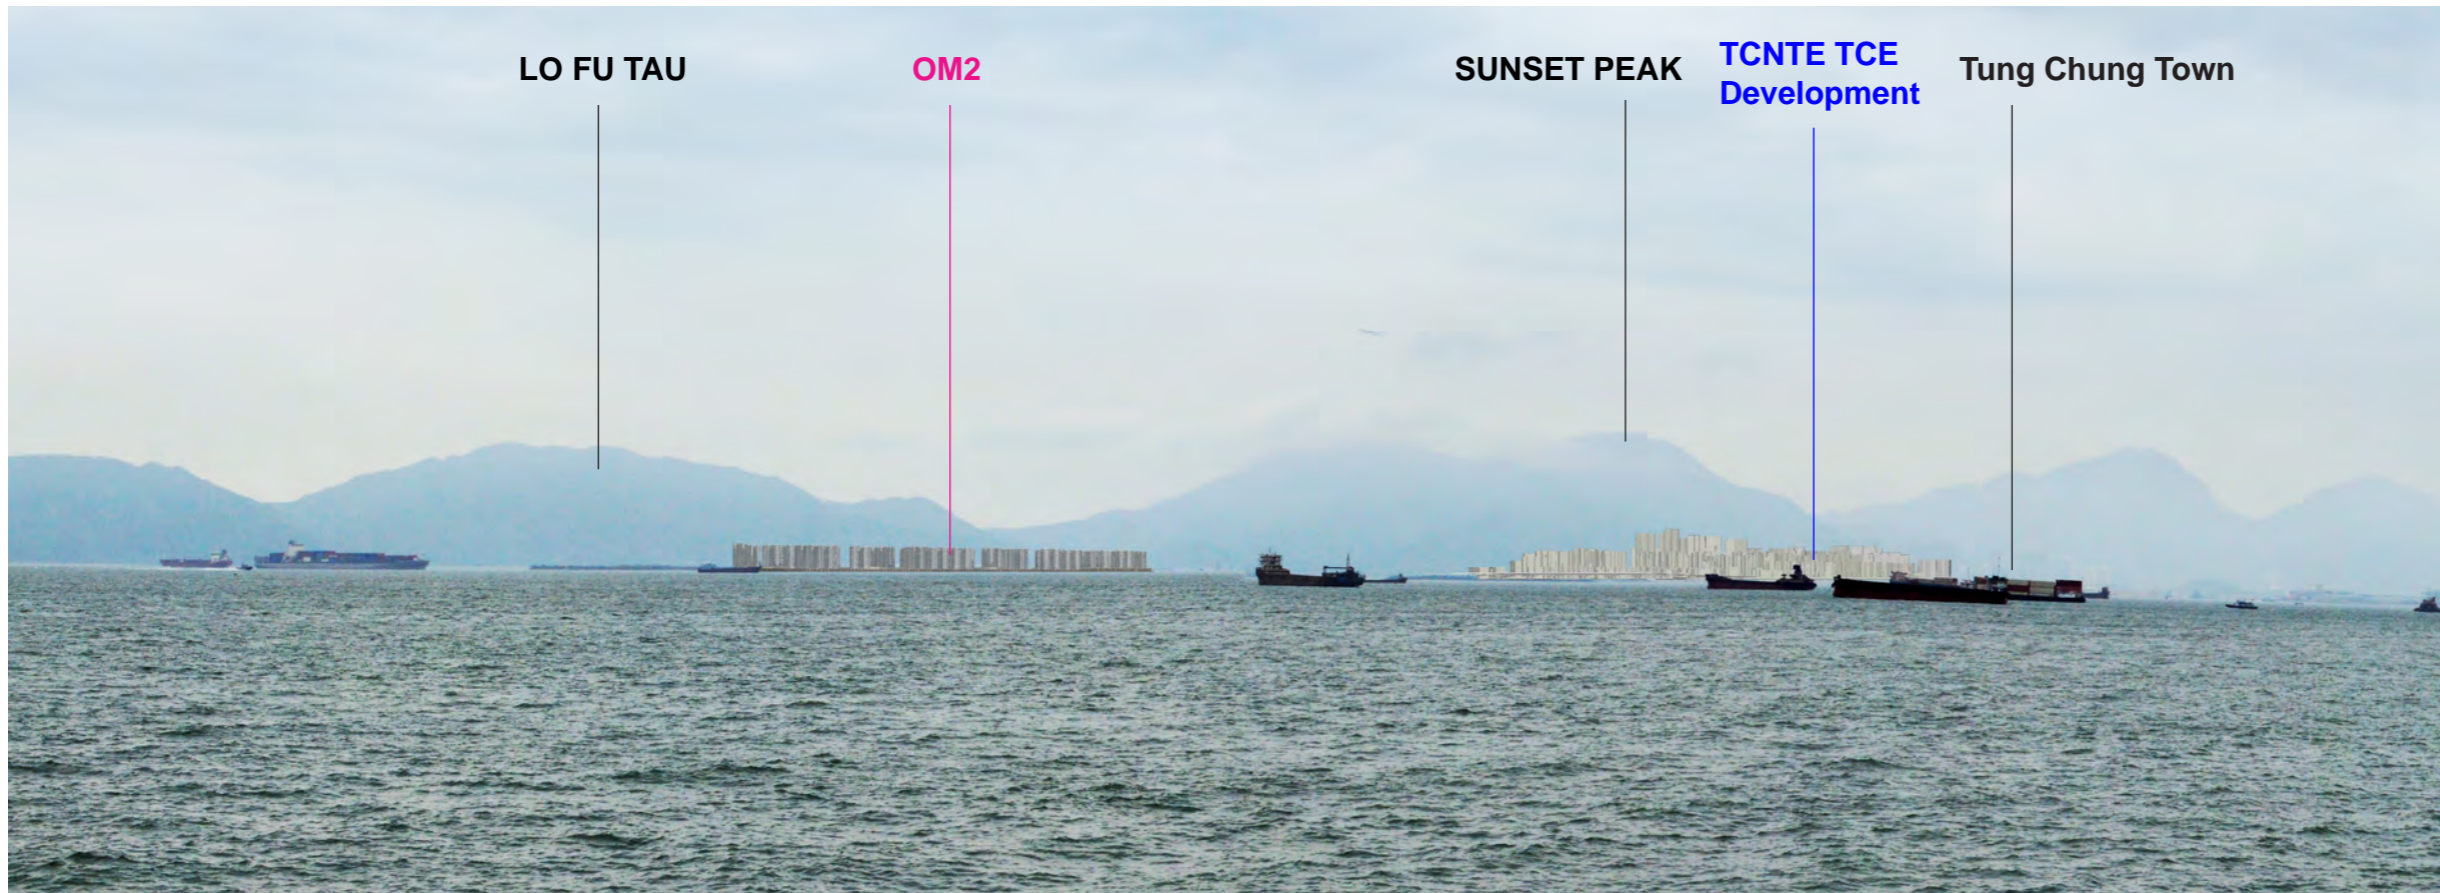 LO FU TAU
OM2
SUNSET PEAK
TCNTE TCE
Development
Tung Chung Town